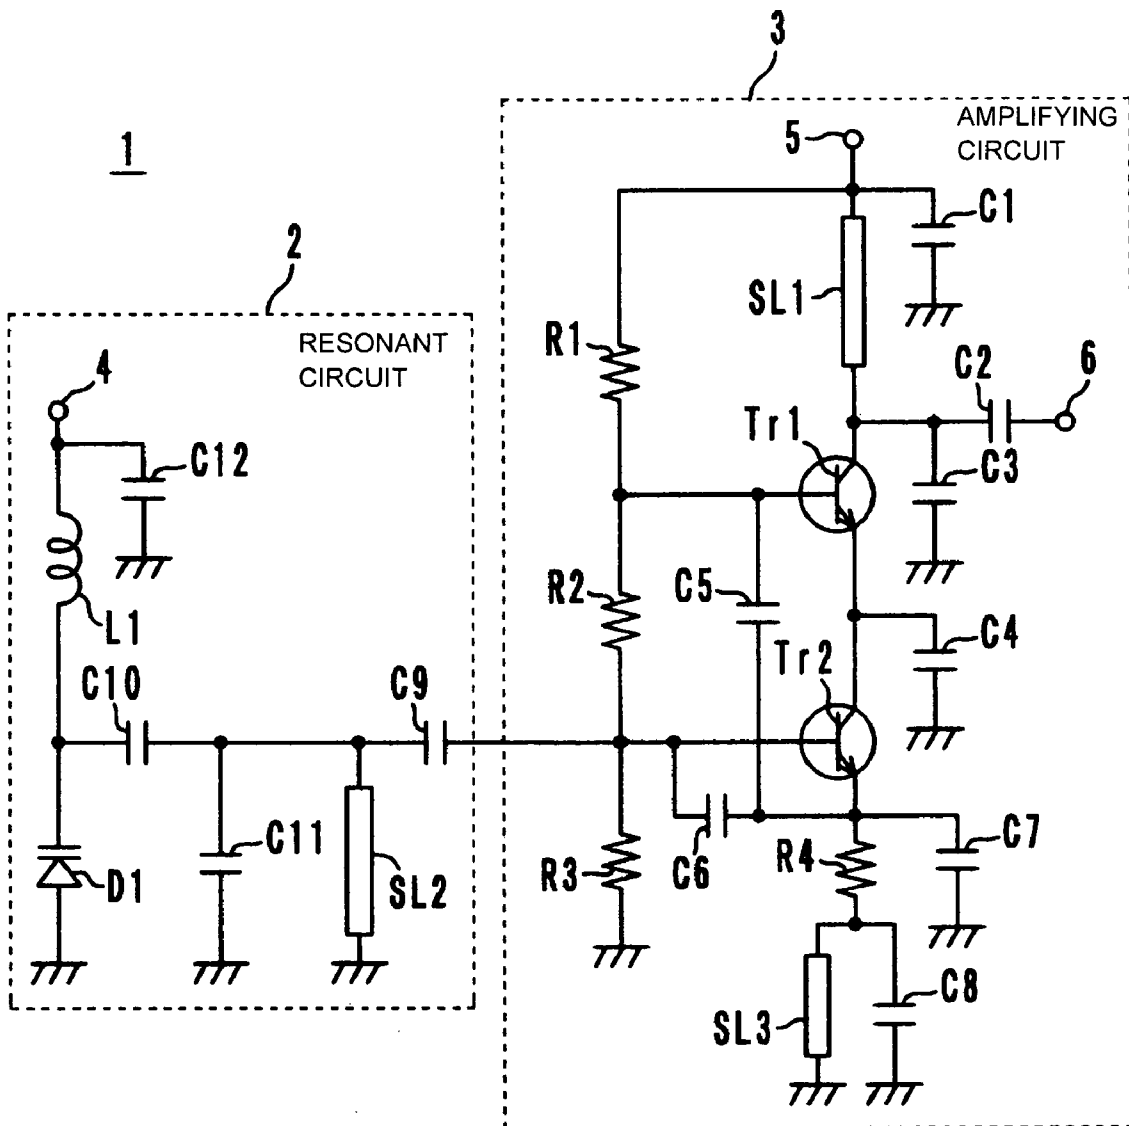 3
AMPLIFYING
CIRCUIT
5
1
C1
2
SL1
RESONANT
CIRCUIT
R1
4
C2
6
Tr1
C12
C3
R2
C5
L1
C4
Tr2
C10
C9
C11
C7
D1
SL2
R3
C6
R4
C8
SL3